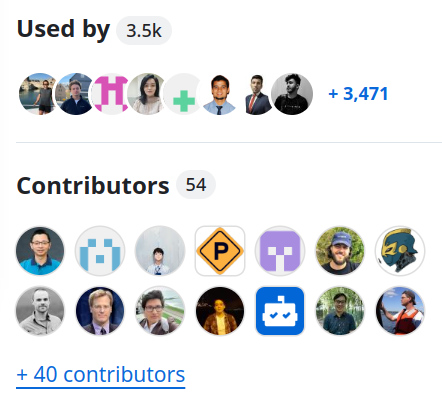 Used by 3.5k
+ 3,471
Contributors 54
P
+ 40 contributors